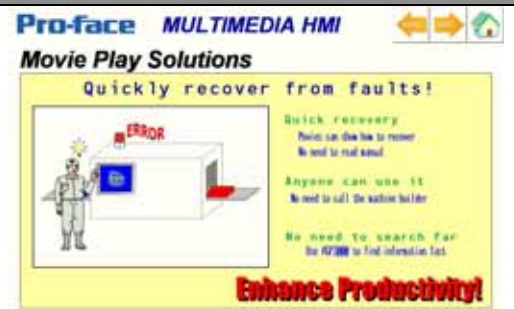 Pro-face MULTIMEDIA HMI
Movie Play Solutions
Quickly recover from faults!
ERROR
Quick recovery
Movies can show how to recover
No need to read manual
Anyone can use it
No need to call the machine builder
No need to search far
Use to find information fast
Enhance Productivity!